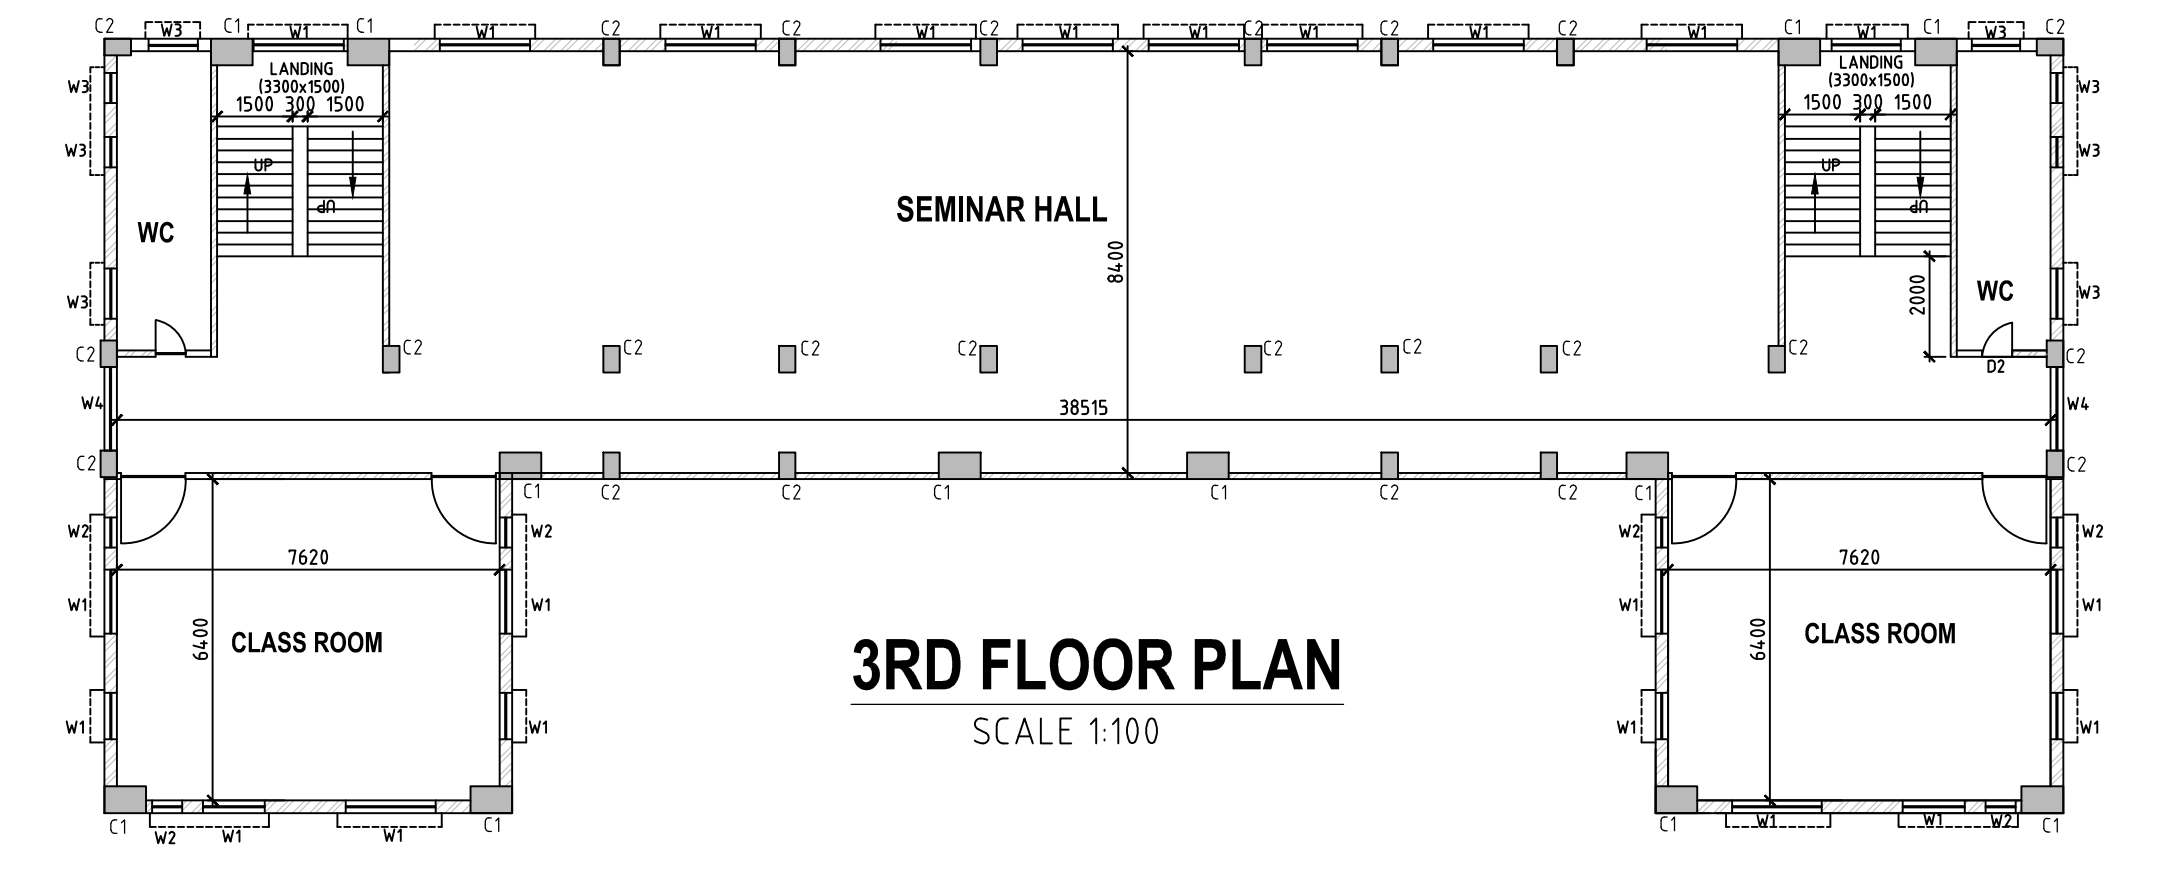 C2 W3 C1 W1 C1 W1 C2 W1 C2 W1 C2 W1 W1 C2 W1 C2 W1 C2 W1 C1 W1 C1 W3 C2
LANDING
(3300x1500)
1500 300 1500
LANDING
(3300x1500)
1500 300 1500
W3 W3
W3 W3
UP UP
UP UP
SEMINAR HALL
WC
8400
WC
2000
W3 W3
C2 C2 C2 C2 C2 C2 C2 C2 C2 C2
D2
W4 38515 W4
C2 C2
C1 C2 C2 C1 C1 C2 C2 C1
W2 W2 W2 W2
7620 7620
W1 W1 W1 W1
6400 6400
CLASS ROOM CLASS ROOM
3RD FLOOR PLAN
SCALE 1:100
W1 W1 W1 W1
C1 W2 W1 W1 C1 C1 W1 W1 W2 C1